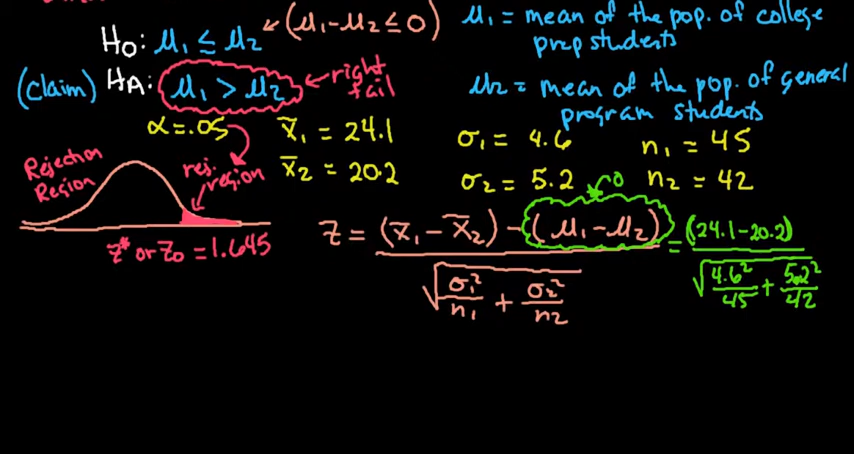 H0: μ1 ≤ μ2 (μ1 − μ2 ≤ 0)
(Claim) HA: μ1 > μ2 right tail
μ1 = mean of the pop. of college
prep students
μ2 = mean of the pop. of general
program students
α = .05
x̄1 = 24.1 σ1 = 4.6 n1 = 45
x̄2 = 20.2 σ2 = 5.2 n2 = 42
Rejection
Region
rej.
region
z* or z0 = 1.645
0
z = (x̄1 − x̄2) − (μ1 − μ2) / √(σ1²/n1 + σ2²/n2) = (24.1 − 20.2) / √(4.6²/45 + 5.2²/42)